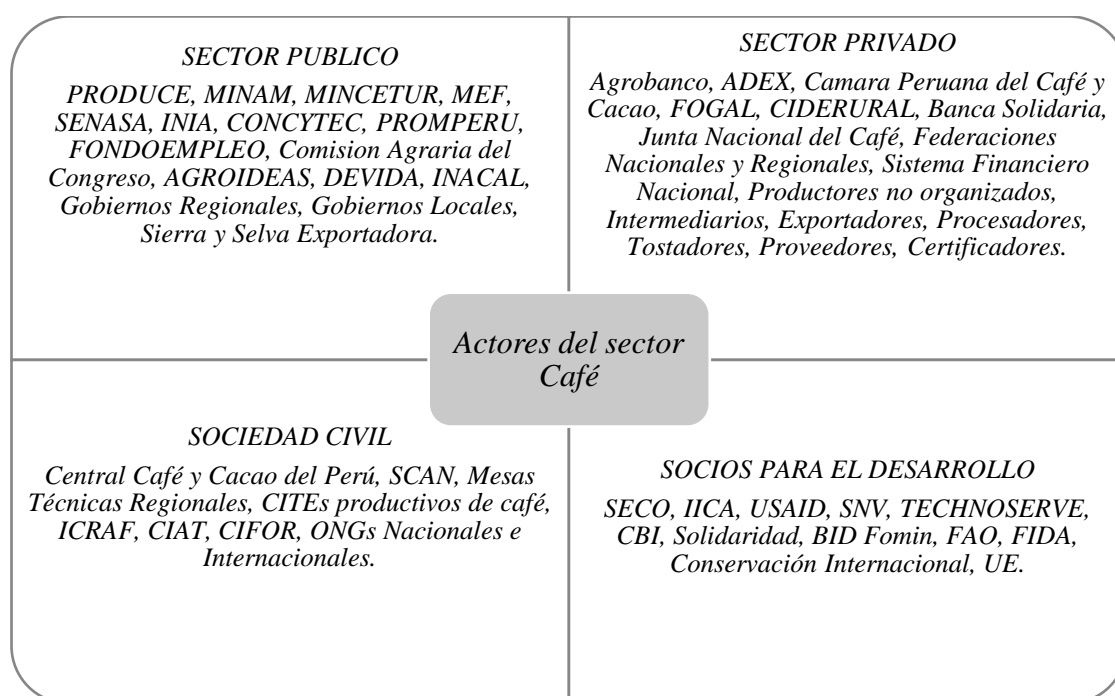 SECTOR PUBLICO
PRODUCE, MINAM, MINCETUR, MEF,
SENASA, INIA, CONCYTEC, PROMPERU,
FONDOEMPLEO, Comision Agraria del
Congreso, AGROIDEAS, DEVIDA, INACAL,
Gobiernos Regionales, Gobiernos Locales,
Sierra y Selva Exportadora.
SECTOR PRIVADO
Agrobanco, ADEX, Camara Peruana del Café y
Cacao, FOGAL, CIDERURAL, Banca Solidaria,
Junta Nacional del Café, Federaciones
Nacionales y Regionales, Sistema Financiero
Nacional, Productores no organizados,
Intermediarios, Exportadores, Procesadores,
Tostadores, Proveedores, Certificadores.
Actores del sector
Café
SOCIEDAD CIVIL
Central Café y Cacao del Perú, SCAN, Mesas
Técnicas Regionales, CITEs productivos de café,
ICRAF, CIAT, CIFOR, ONGs Nacionales e
Internacionales.
SOCIOS PARA EL DESARROLLO
SECO, IICA, USAID, SNV, TECHNOSERVE,
CBI, Solidaridad, BID Fomin, FAO, FIDA,
Conservación Internacional, UE.